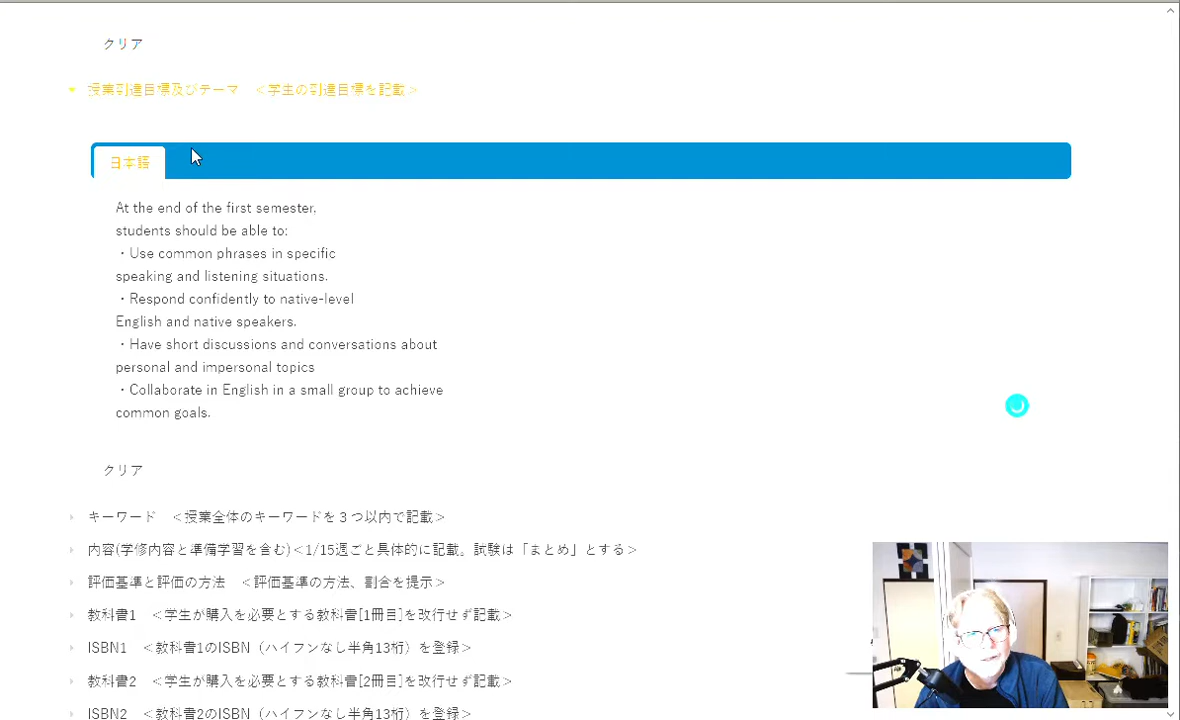 クリア
授業到達目標及びテーマ ＜学生の到達目標を記載＞
日本語
At the end of the first semester,
students should be able to:
・Use common phrases in specific
speaking and listening situations.
・Respond confidently to native-level
English and native speakers.
・Have short discussions and conversations about
personal and impersonal topics
・Collaborate in English in a small group to achieve
common goals.
クリア
キーワード ＜授業全体のキーワードを３つ以内で記載＞
内容(学修内容と準備学習を含む)＜1/15週ごと具体的に記載。試験は「まとめ」とする＞
評価基準と評価の方法 ＜評価基準の方法、割合を提示＞
教科書1 ＜学生が購入を必要とする教科書[1冊目]を改行せず記載＞
ISBN1 ＜教科書1のISBN（ハイフンなし半角13桁）を登録＞
教科書2 ＜学生が購入を必要とする教科書[2冊目]を改行せず記載＞
ISBN2 ＜教科書2のISBN（ハイフンなし半角13桁）を登録＞